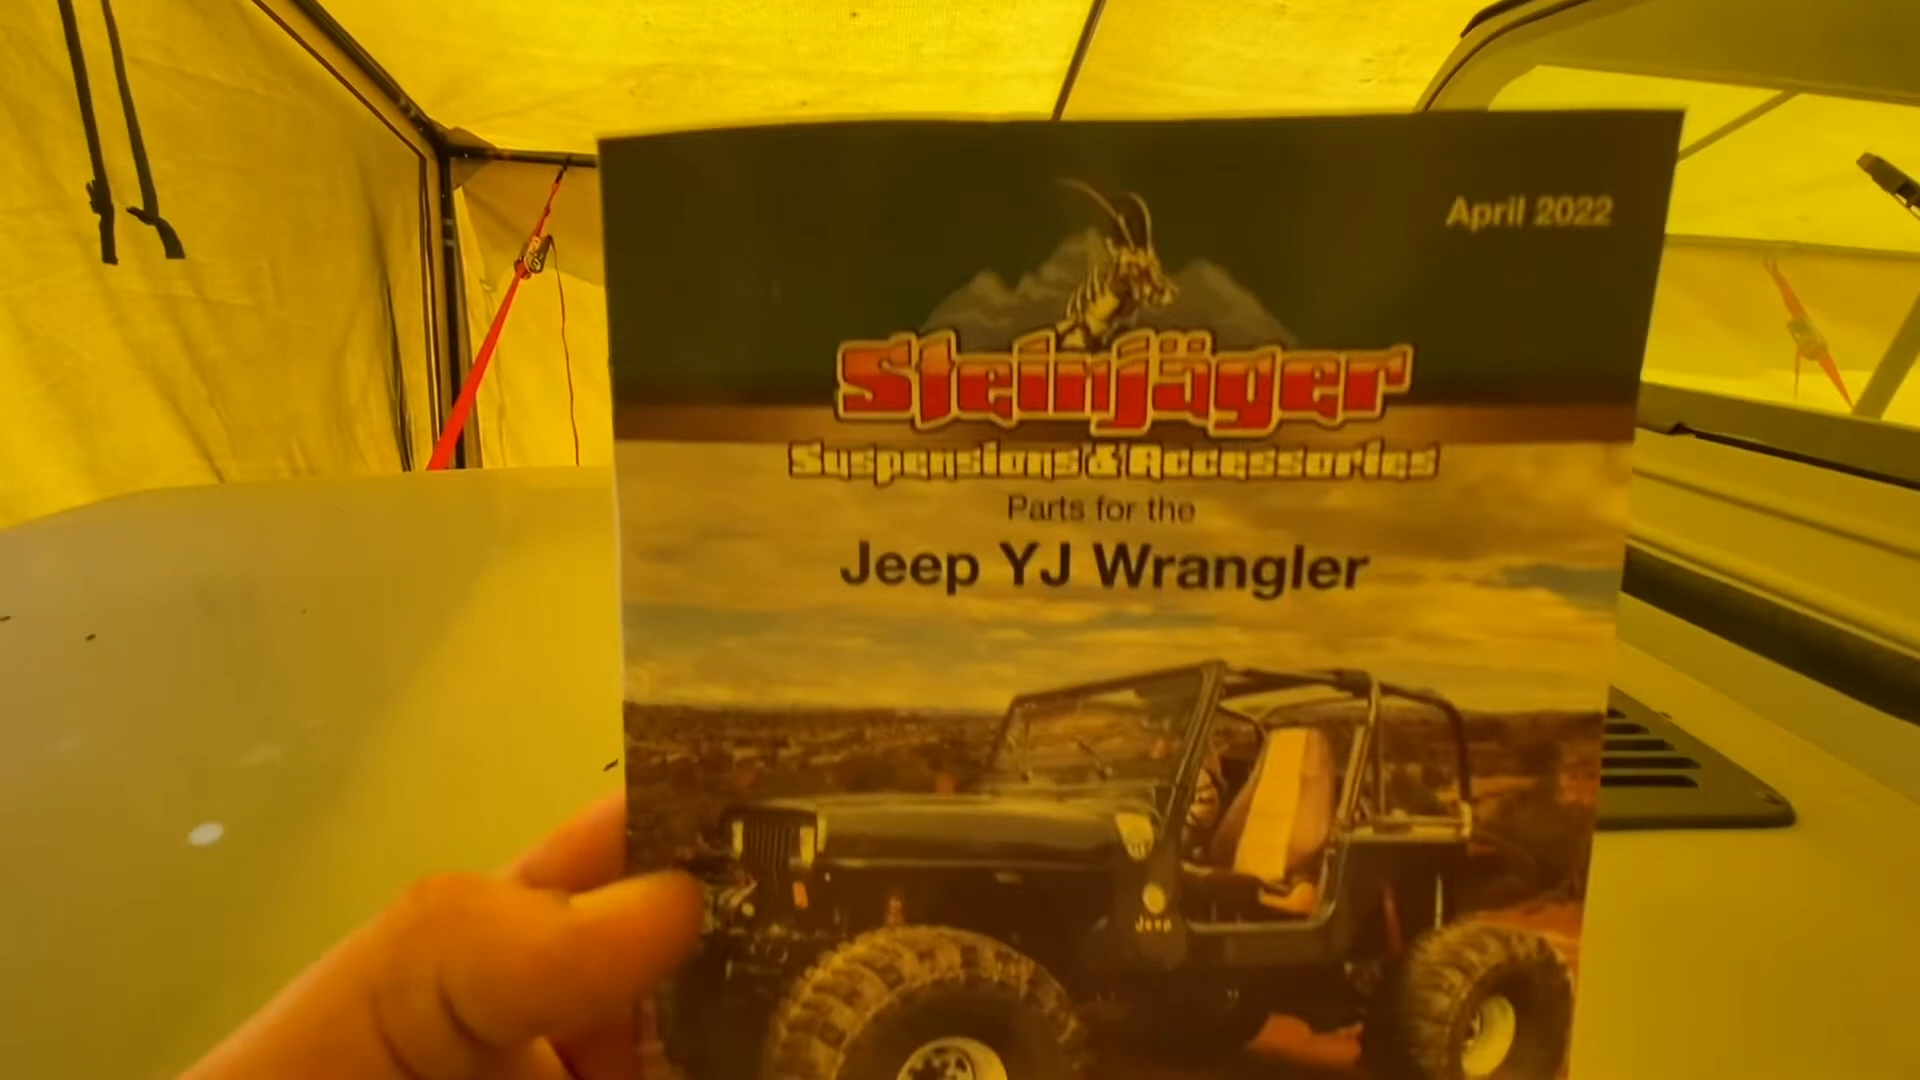 April 2022
Steinjäger
Suspensions & Accessories
Parts for the
Jeep YJ Wrangler
Jeep